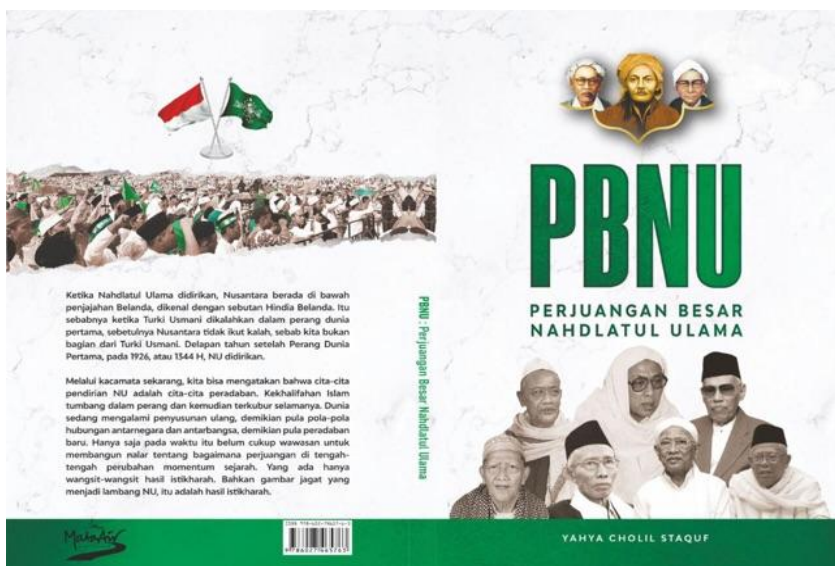 Ketika Nahdlatul Ulama didirikan, Nusantara berada di bawah
penjajahan Belanda, dikenal dengan sebutan Hindia Belanda. Itu
sebabnya ketika Turki Usmani dikalahkan dalam perang dunia
pertama, sebetulnya Nusantara tidak ikut kalah, sebab kita bukan
bagian dari Turki Usmani. Delapan tahun setelah Perang Dunia
Pertama, pada 1926, atau 1344 H, NU didirikan.
Melalui kacamata sekarang, kita bisa mengatakan bahwa cita-cita
pendirian NU adalah cita-cita peradaban. Kekhalifahan Islam
tumbang dalam perang dan kemudian terkubur selamanya. Dunia
sedang mengalami penyusunan ulang, demikian pula pola-pola
hubungan antarnegara dan antarbangsa, demikian pula peradaban
baru. Hanya saja pada waktu itu belum cukup wawasan untuk
membangun nalar tentang bagaimana perjuangan di tengah-
tengah perubahan momentum sejarah. Yang ada hanya
wangsit-wangsit hasil istikharah. Bahkan gambar jagat yang
menjadi lambang NU, itu adalah hasil istikharah.
MataAir
PBNU : Perjuangan Besar Nahdlatul Ulama
PBNU
PERJUANGAN BESAR
NAHDLATUL ULAMA
YAHYA CHOLIL STAQUF